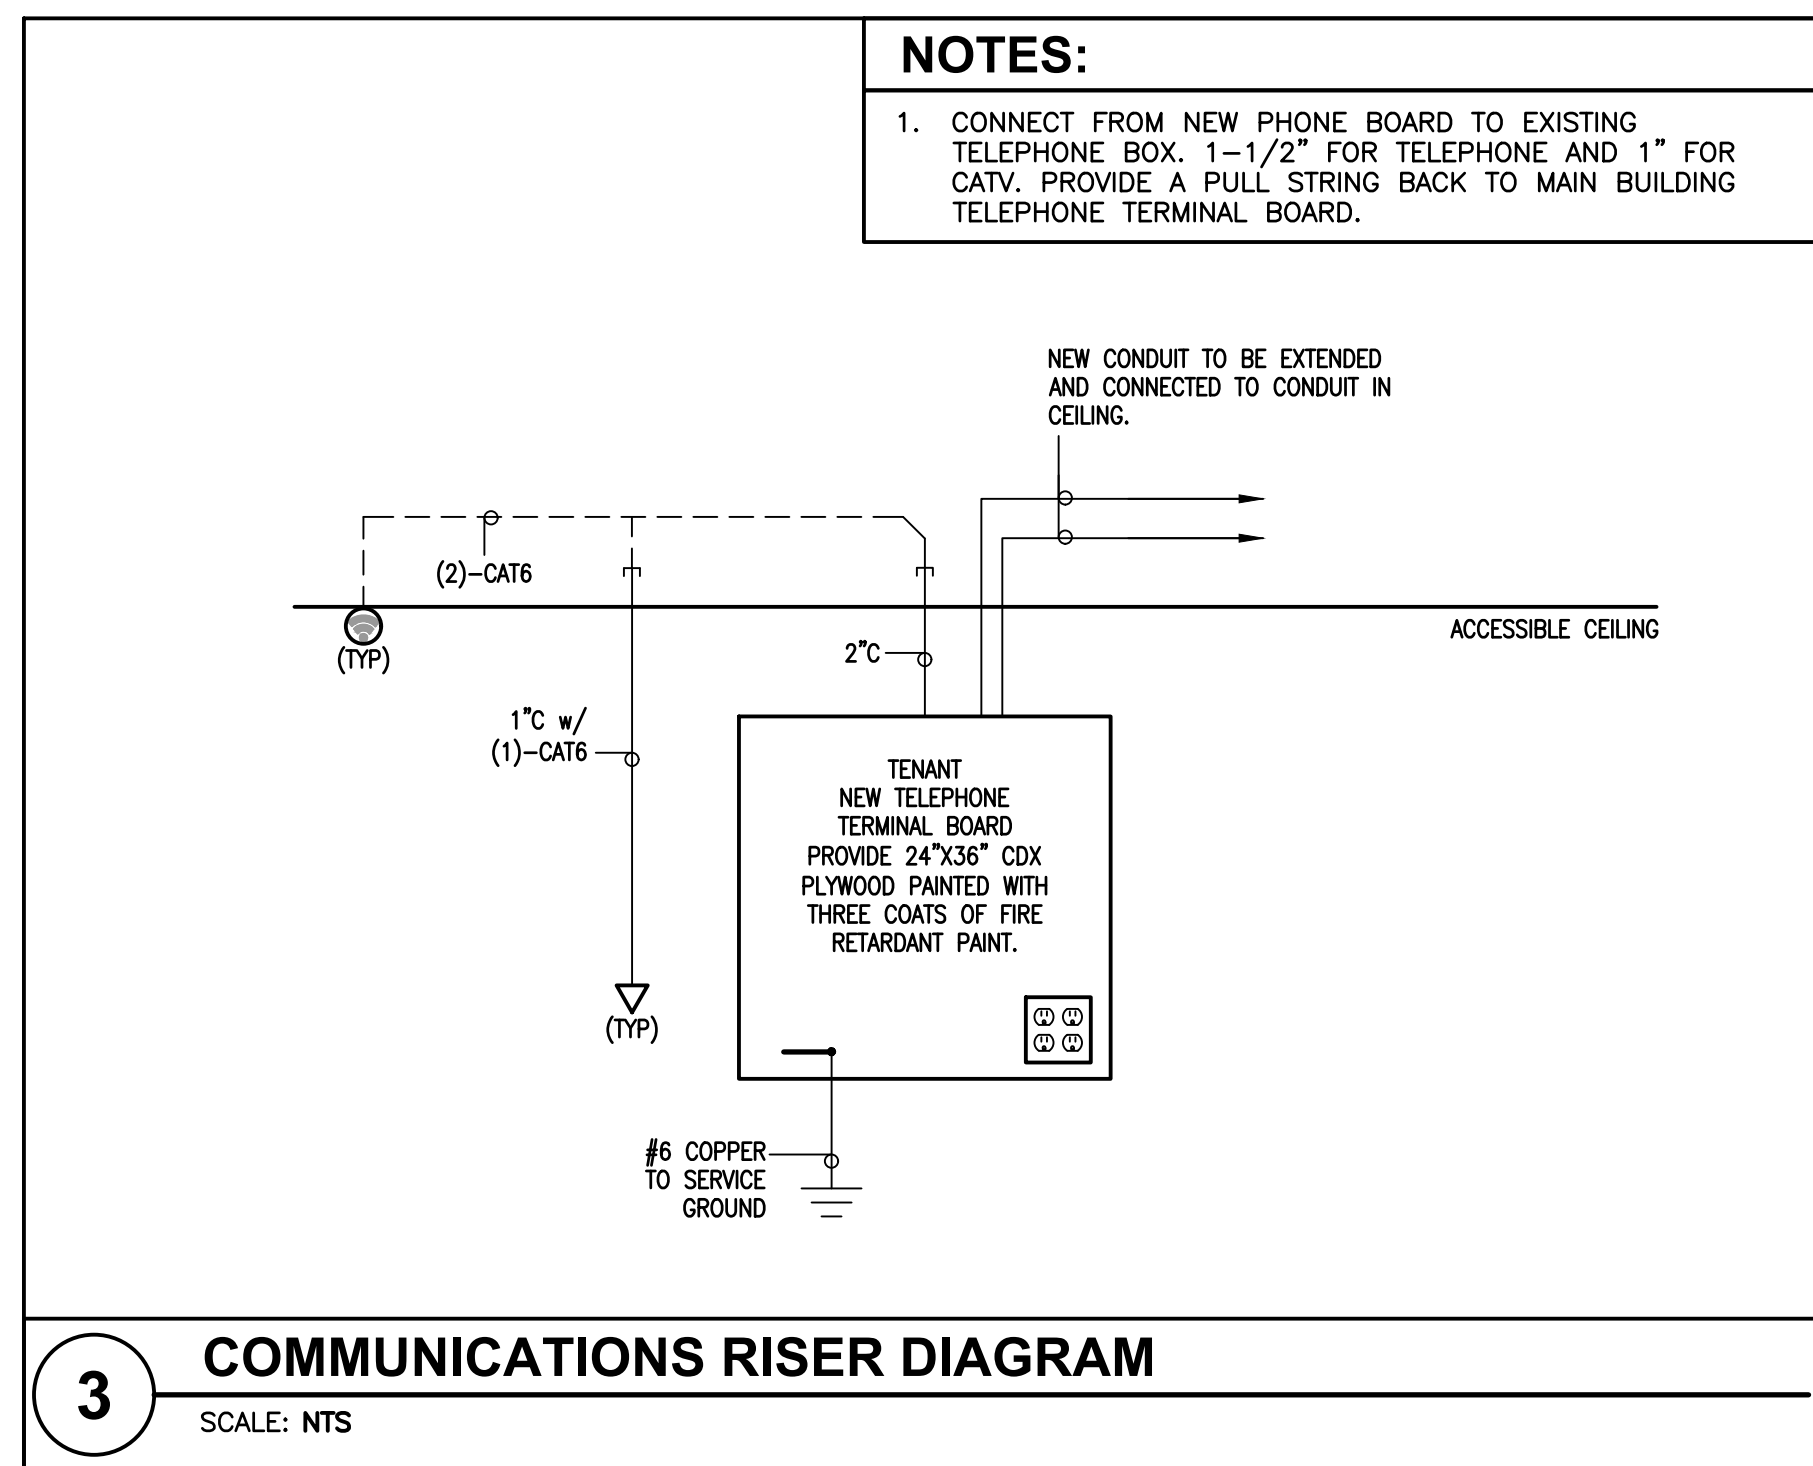 NOTES:
1. CONNECT FROM NEW PHONE BOARD TO EXISTING
TELEPHONE BOX. 1-1/2" FOR TELEPHONE AND 1" FOR
CATV. PROVIDE A PULL STRING BACK TO MAIN BUILDING
TELEPHONE TERMINAL BOARD.
NEW CONDUIT TO BE EXTENDED
AND CONNECTED TO CONDUIT IN
CEILING.
(2)-CAT6
ACCESSIBLE CEILING
(TYP)
2"C
1"C w/
(1)-CAT6
TENANT
NEW TELEPHONE
TERMINAL BOARD
PROVIDE 24"X36" CDX
PLYWOOD PAINTED WITH
THREE COATS OF FIRE
RETARDANT PAINT.
(TYP)
#6 COPPER
TO SERVICE
GROUND
3
COMMUNICATIONS RISER DIAGRAM
SCALE: NTS